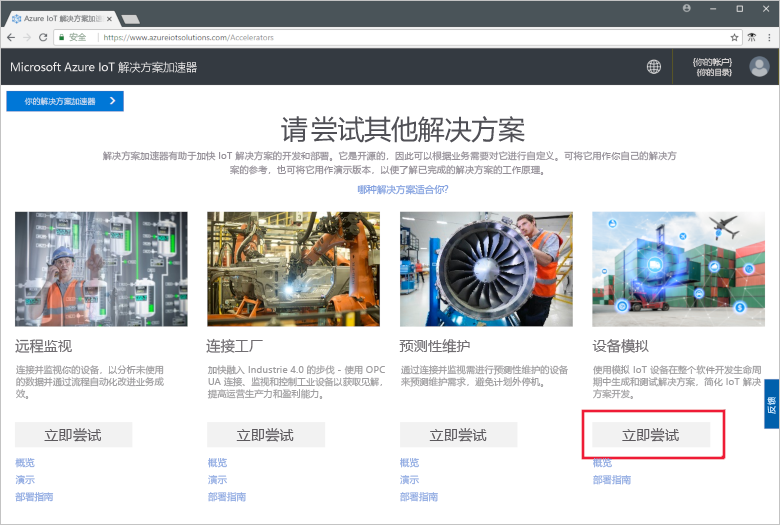 Azure IoT 解决方案加速
安全 https://www.azureiotsolutions.com/Accelerators
Microsoft Azure IoT 解决方案加速器
{你的帐户}
{你的目录}
你的解决方案加速器
请尝试其他解决方案
解决方案加速器有助于加快 IoT 解决方案的开发和部署。它是开源的，因此可以根据业务需要对它进行自定义。可将它用作你自己的解决方
案的参考，也可将它用作演示版本，以便了解已完成的解决方案的工作原理。
哪种解决方案适合你?
远程监视
连接并监视你的设备，以分析未使用
的数据并通过流程自动化改进业务成
效。
立即尝试
概览
演示
部署指南
连接工厂
加快融入 Industrie 4.0 的步伐 - 使用 OPC
UA 连接、监视和控制工业设备以获取见解，
提高运营生产力和盈利能力。
立即尝试
概览
演示
部署指南
预测性维护
通过连接并监视需进行预测性维护的设备
来预测维护需求，避免计划外停机。
立即尝试
概览
演示
部署指南
设备模拟
使用模拟 IoT 设备在整个软件开发生命周
期中生成和测试解决方案，简化 IoT 解决
方案开发。
立即尝试
概览
部署指南
反馈